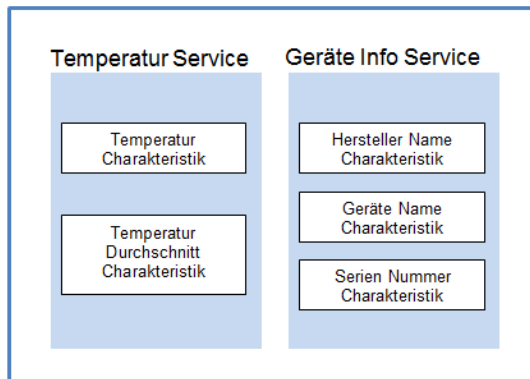 Temperatur Service
Temperatur
Charakteristik
Temperatur
Durchschnitt
Charakteristik
Geräte Info Service
Hersteller Name
Charakteristik
Geräte Name
Charakteristik
Serien Nummer
Charakteristik